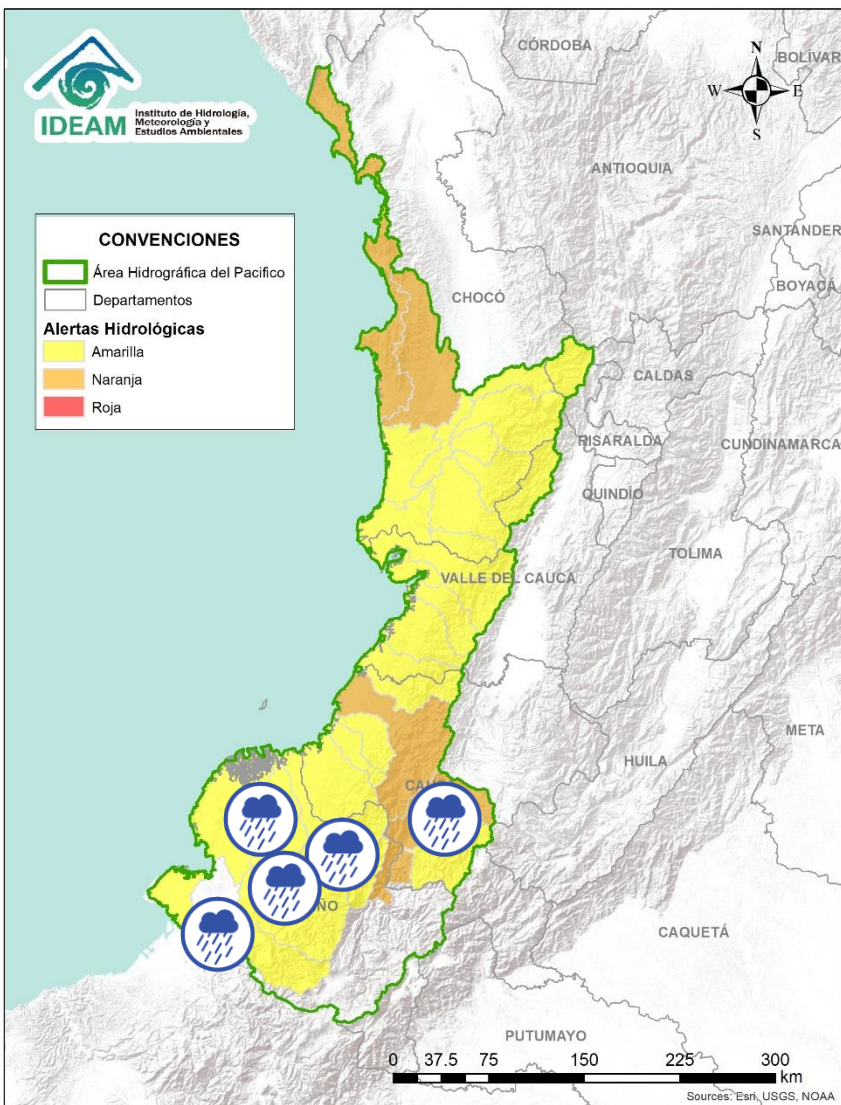 IDEAM
Instituto de Hidrología,
Meteorología y
Estudios Ambientales
CÓRDOBA
BOLÍVAR
N
W
E
S
ANTIOQUIA
SANTANDER
BOYACÁ
CONVENCIONES
Área Hidrográfica del Pacifico
Departamentos
Alertas Hidrológicas
Amarilla
Naranja
Roja
CHOCÓ
CALDAS
RISARALDA
CUNDINAMARCA
QUINDÍO
TOLIMA
VALLE DEL CAUCA
META
HUILA
CAU
ÑO
CAQUETÁ
PUTUMAYO
0 37.5 75 150 225 300
km
Sources: Esri, USGS, NOAA